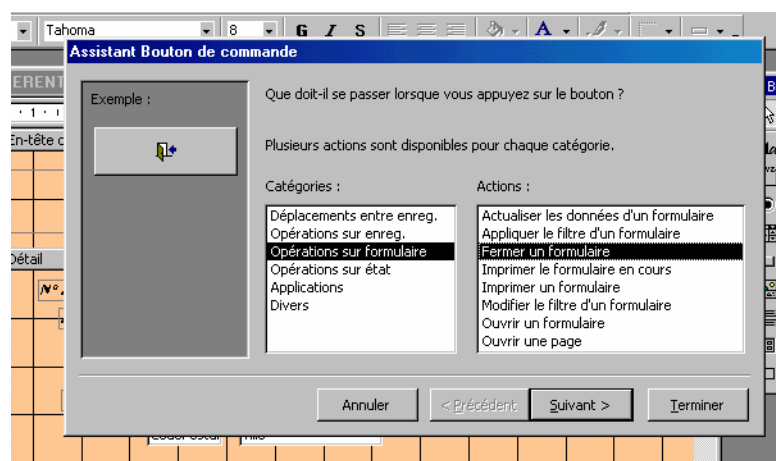 Tahoma 8 G I S A
Assistant Bouton de commande
ERENT
Exemple :
Que doit-il se passer lorsque vous appuyez sur le bouton ?
· 1 · ı
En-tête c
Plusieurs actions sont disponibles pour chaque catégorie.
Catégories :
Actions :
Déplacements entre enreg.
Opérations sur enreg.
Opérations sur formulaire
Opérations sur état
Applications
Divers
Actualiser les données d'un formulaire
Appliquer le filtre d'un formulaire
Fermer un formulaire
Imprimer le formulaire en cours
Imprimer un formulaire
Modifier le filtre d'un formulaire
Ouvrir un formulaire
Ouvrir une page
Détail
N°
Annuler
< Précédent
Suivant >
Terminer